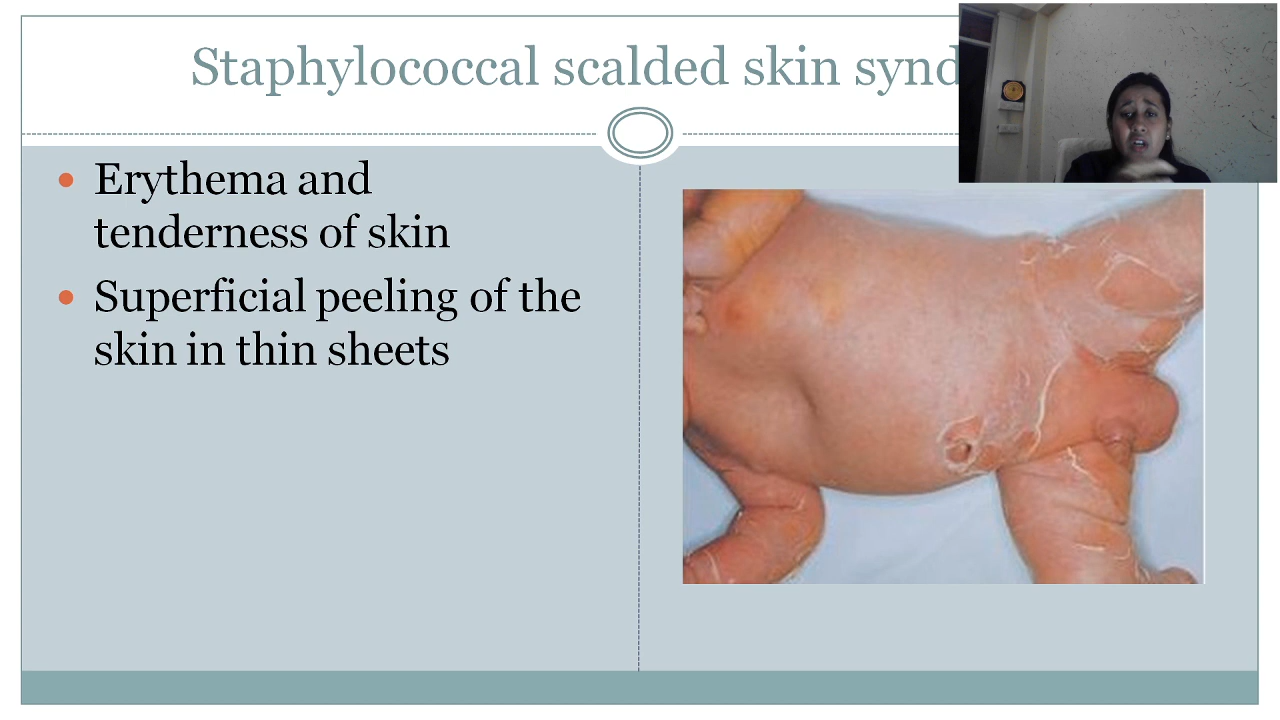 Staphylococcal scalded skin synd
Erythema and
tenderness of skin
Superficial peeling of the
skin in thin sheets